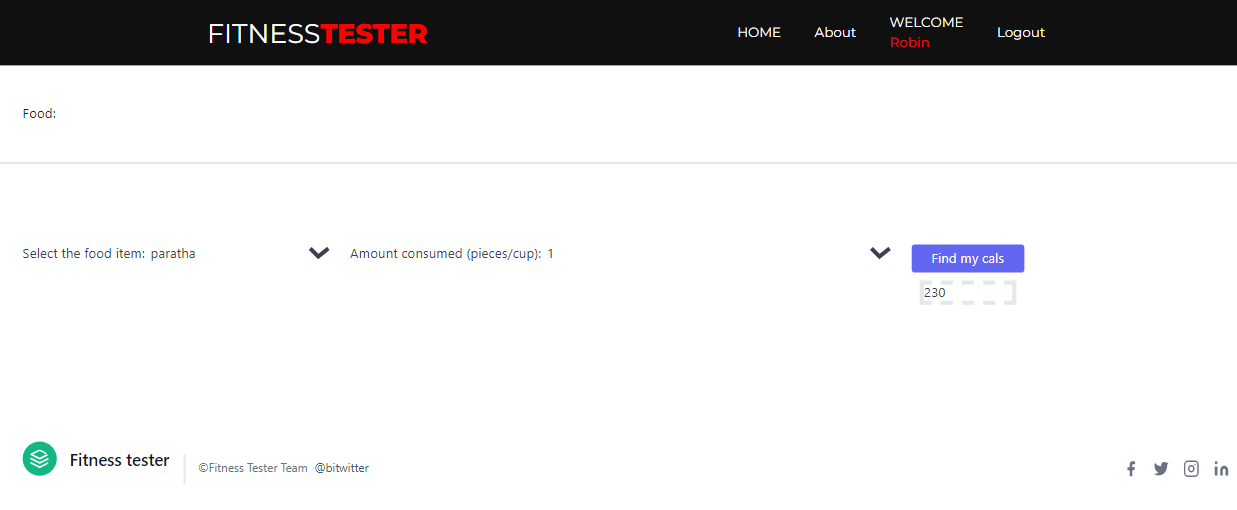 FITNESSTESTER
HOME
About
WELCOME
Robin
Logout
Food:
Select the food item: paratha
Amount consumed (pieces/cup): 1
Find my cals
230
Fitness tester
©Fitness Tester Team @bitwitter